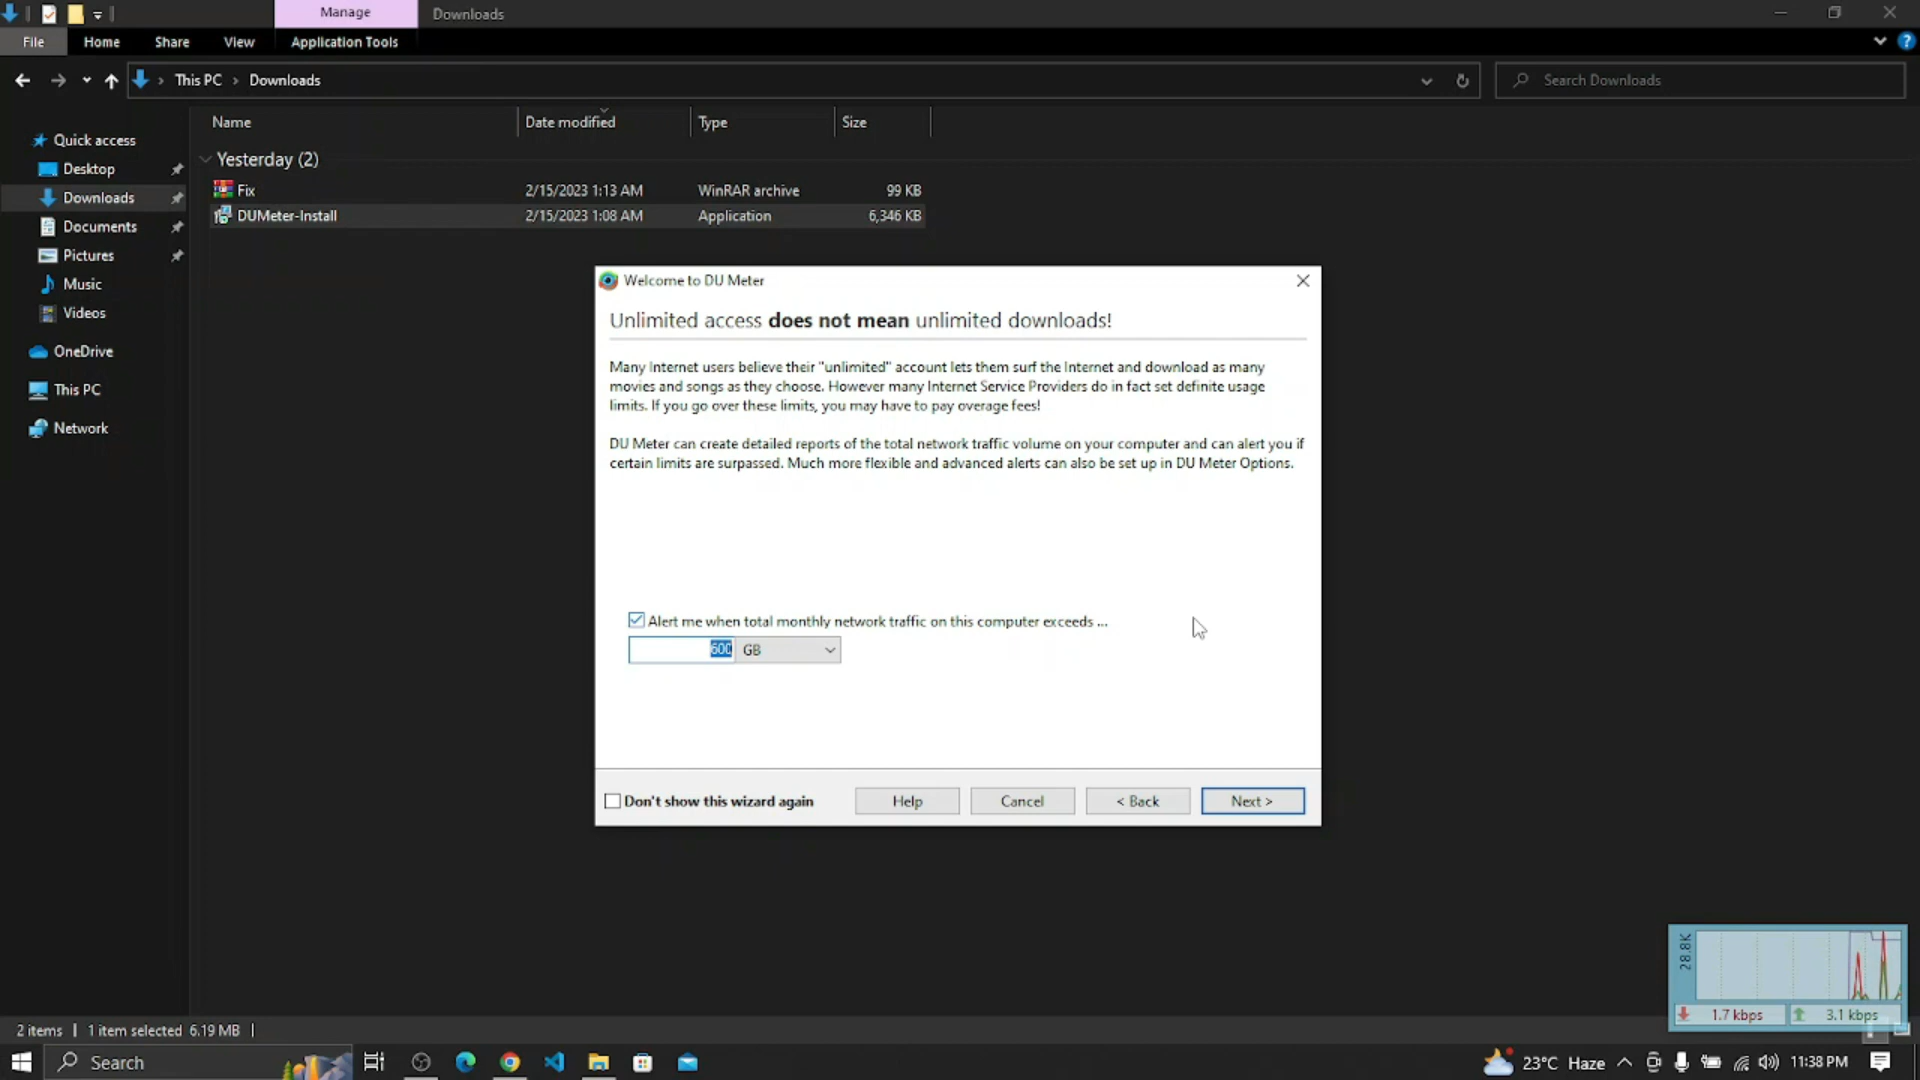 Manage
Downloads
File
Home
Share
View
Application Tools
This PC
Downloads
Search Downloads
Name
Date modified
Type
Size
Quick access
Desktop
Downloads
Documents
Pictures
Music
Videos
OneDrive
This PC
Network
Yesterday (2)
Fix 2/15/2023 1:13 AM WinRAR archive 99 KB
DUMeter-Install 2/15/2023 1:08 AM Application 6,346 KB
Welcome to DU Meter
Unlimited access does not mean unlimited downloads!
Many Internet users believe their "unlimited" account lets them surf the Internet and download as many
movies and songs as they choose. However many Internet Service Providers do in fact set definite usage
limits. If you go over these limits, you may have to pay overage fees!
DU Meter can create detailed reports of the total network traffic volume on your computer and can alert you if
certain limits are surpassed. Much more flexible and advanced alerts can also be set up in DU Meter Options.
Alert me when total monthly network traffic on this computer exceeds ...
600 GB
Don't show this wizard again
Help
Cancel
< Back
Next >
28.8K
1.7 kbps
3.1 kbps
2 items
1 item selected 6.19 MB
Search
23°C Haze
11:38 PM